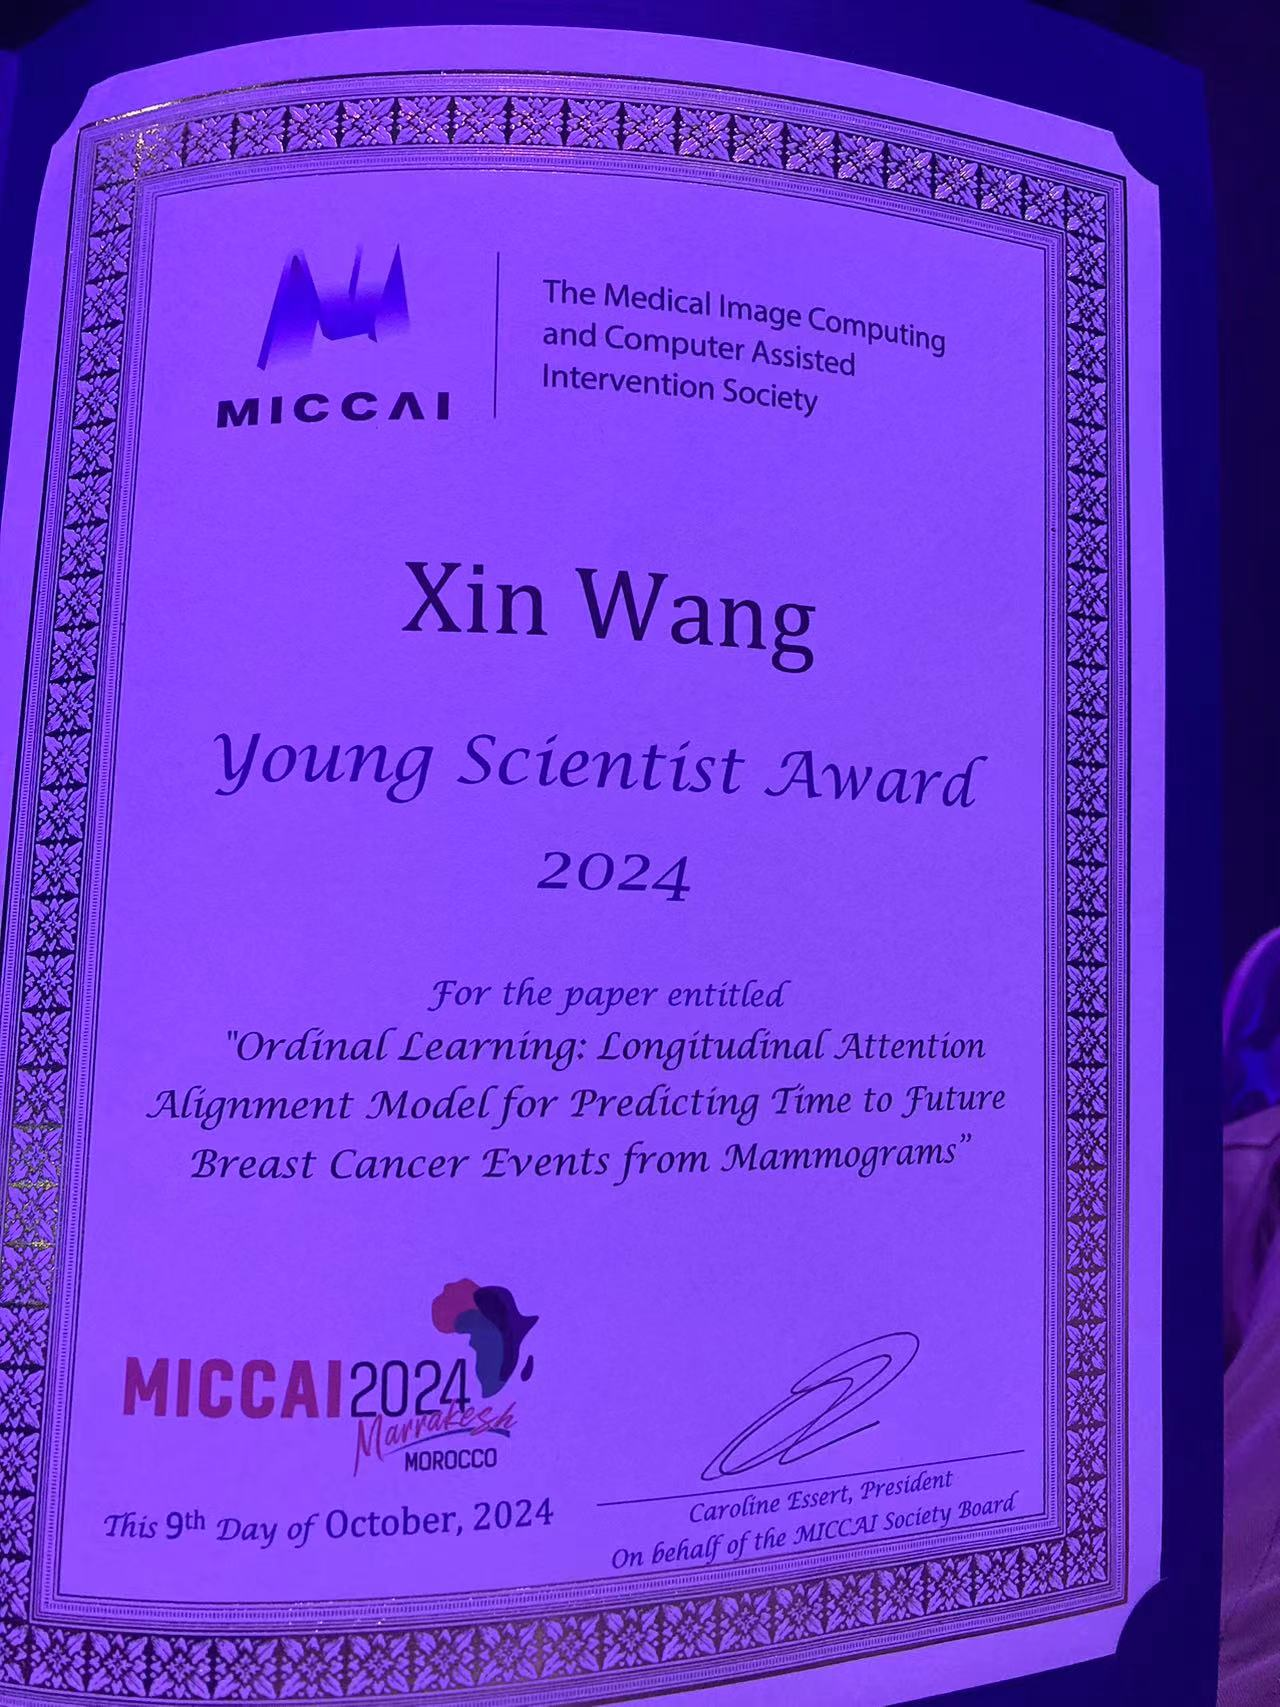 MICCAI
The Medical Image Computing
and Computer Assisted
Intervention Society
Xin Wang
Young Scientist Award
2024
For the paper entitled
"Ordinal Learning: Longitudinal Attention
Alignment Model for Predicting Time to Future
Breast Cancer Events from Mammograms”
MICCAI2024
Marrakesh
MOROCCO
This 9th Day of October, 2024
Caroline Essert, President
On behalf of the MICCAI Society Board